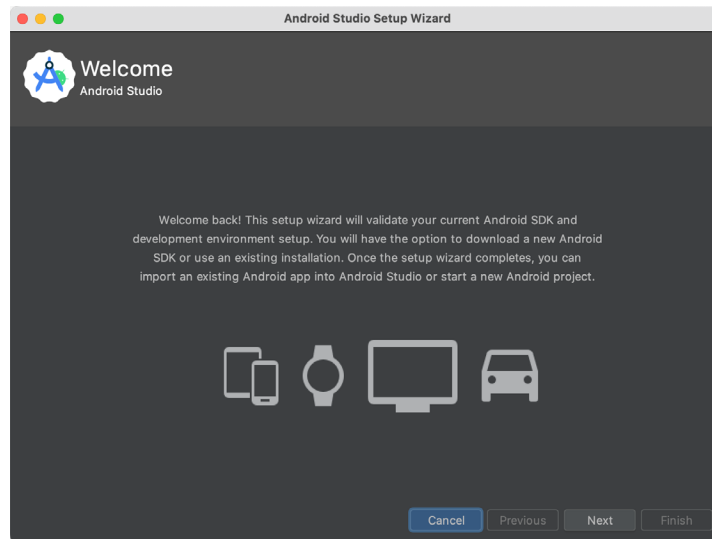 Android Studio Setup Wizard
Welcome
Android Studio
Welcome back! This setup wizard will validate your current Android SDK and
development environment setup. You will have the option to download a new Android
SDK or use an existing installation. Once the setup wizard completes, you can
import an existing Android app into Android Studio or start a new Android project.
Cancel Previous Next Finish